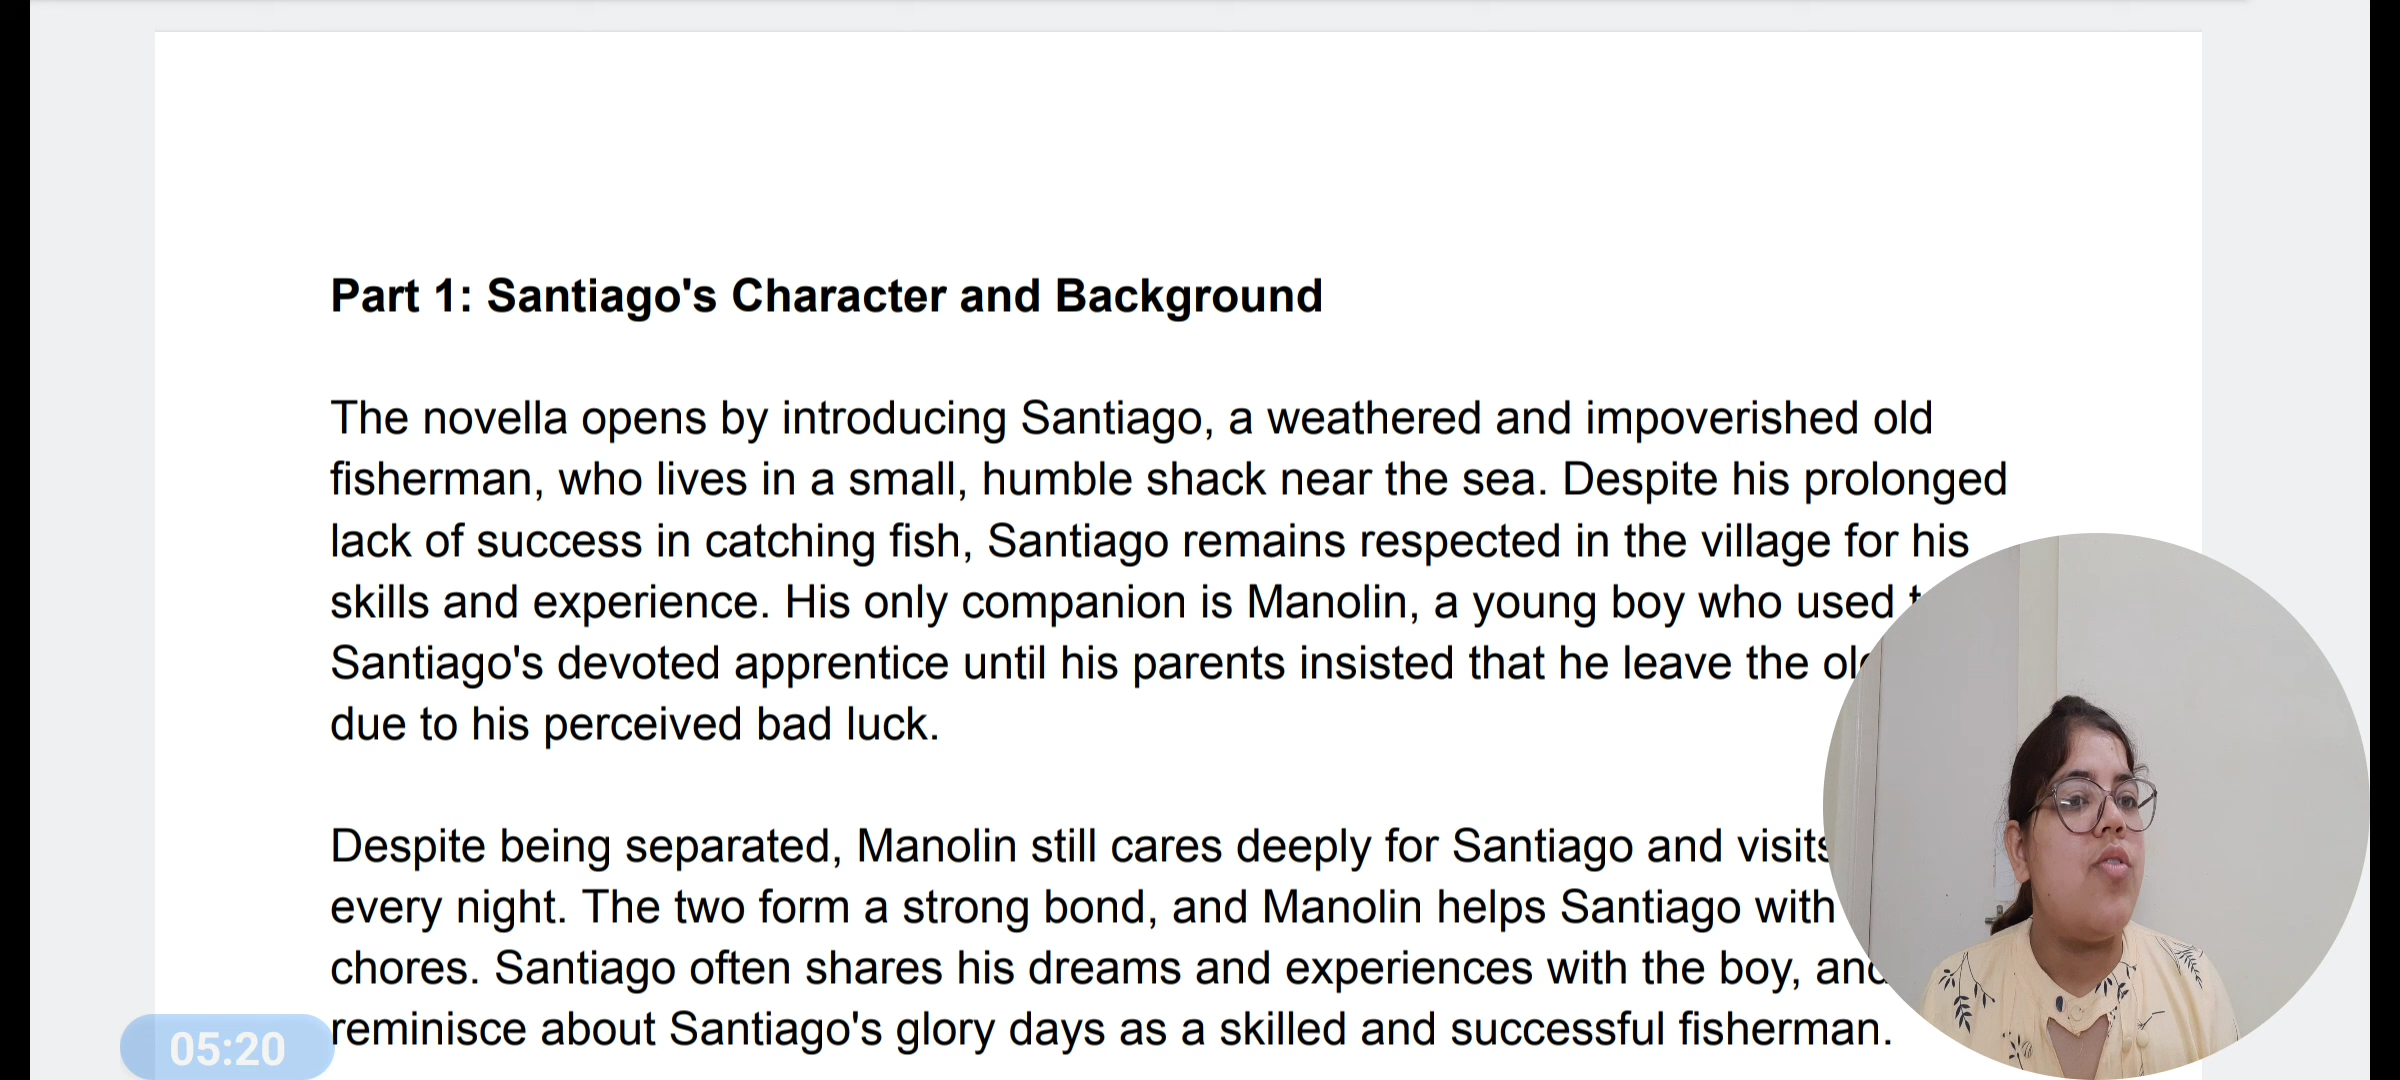 Part 1: Santiago's Character and Background
The novella opens by introducing Santiago, a weathered and impoverished old
fisherman, who lives in a small, humble shack near the sea. Despite his prolonged
lack of success in catching fish, Santiago remains respected in the village for his
skills and experience. His only companion is Manolin, a young boy who used
Santiago's devoted apprentice until his parents insisted that he leave the
due to his perceived bad luck.
Despite being separated, Manolin still cares deeply for Santiago and visits
every night. The two form a strong bond, and Manolin helps Santiago with
chores. Santiago often shares his dreams and experiences with the boy, and
reminisce about Santiago's glory days as a skilled and successful fisherman.
05:20